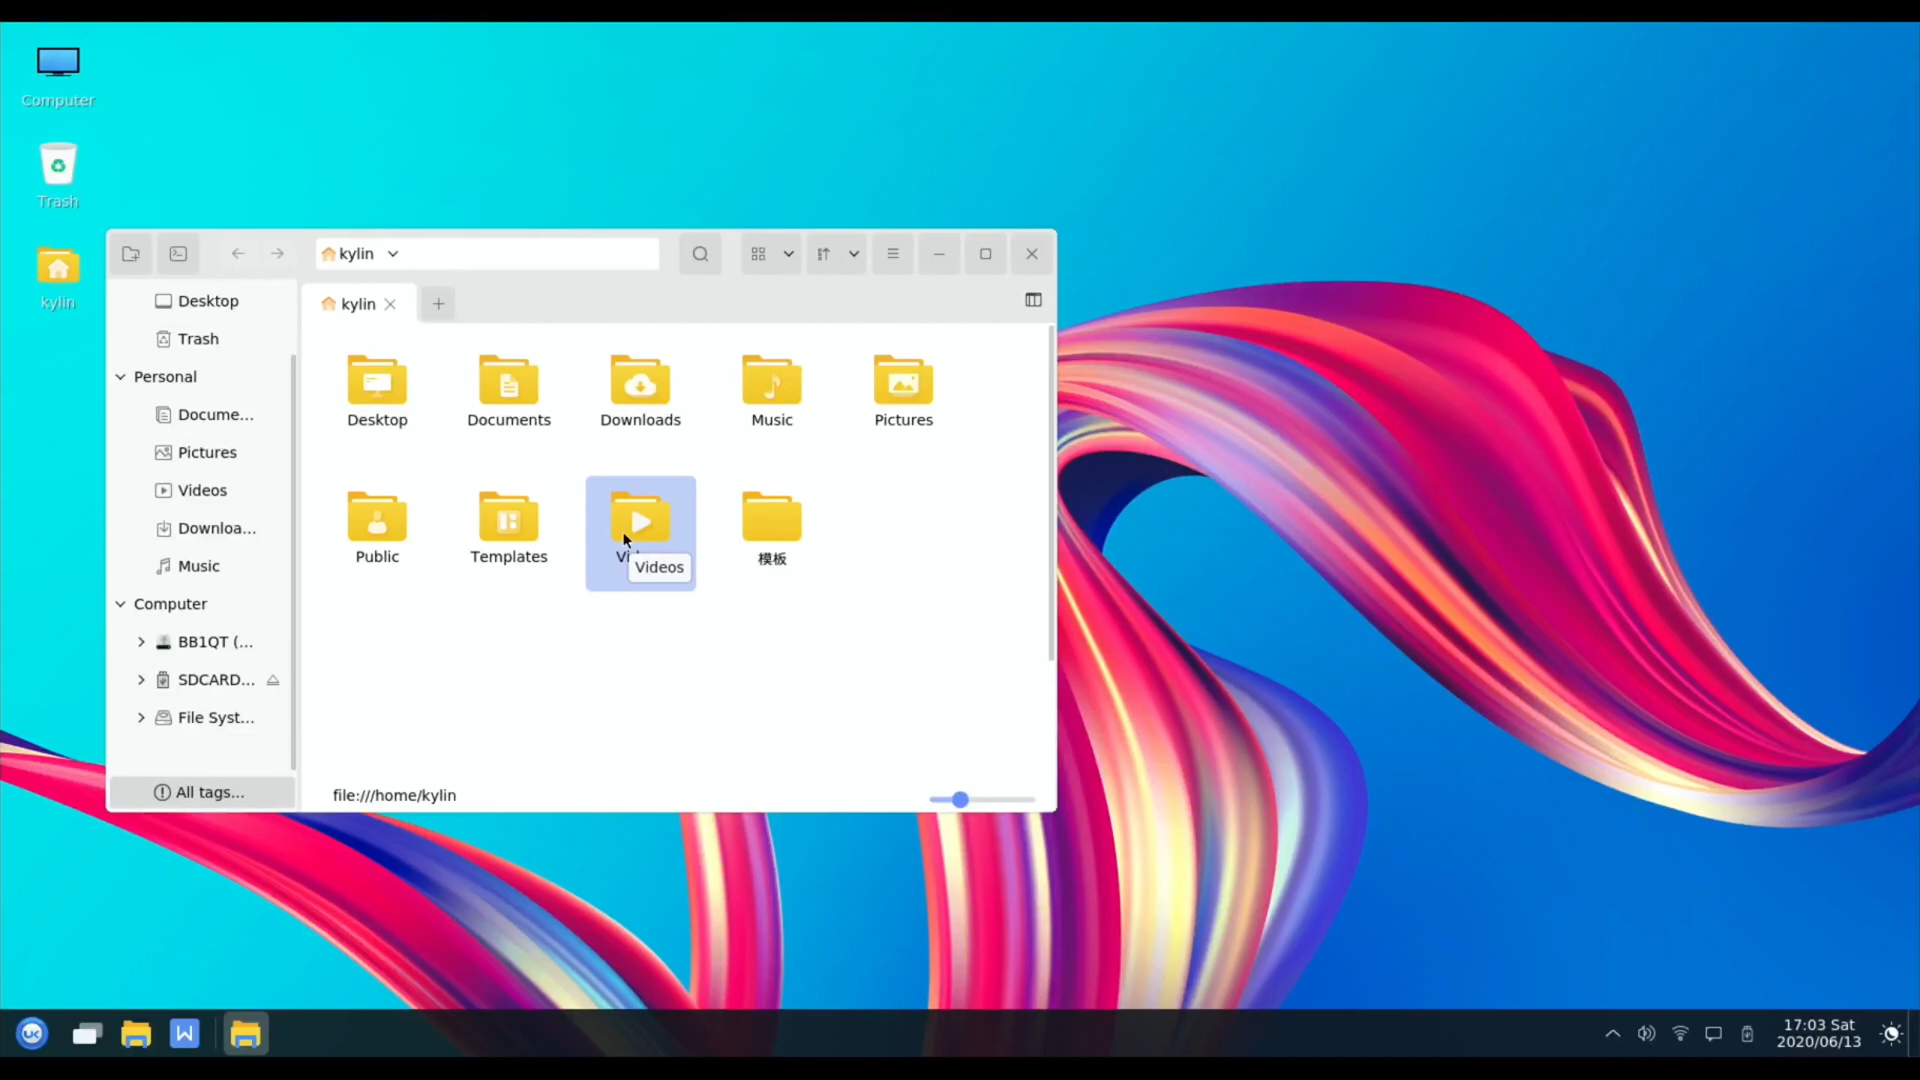 Computer
Trash
kylin
kylin
kylin
Desktop
Trash
Personal
Docume...
Pictures
Videos
Downloa...
Music
Computer
BB1QT (...
SDCARD...
File Syst...
All tags...
Desktop
Documents
Downloads
Music
Pictures
Public
Templates
Videos
模板
file:///home/kylin
UK
W
17:03 Sat
2020/06/13